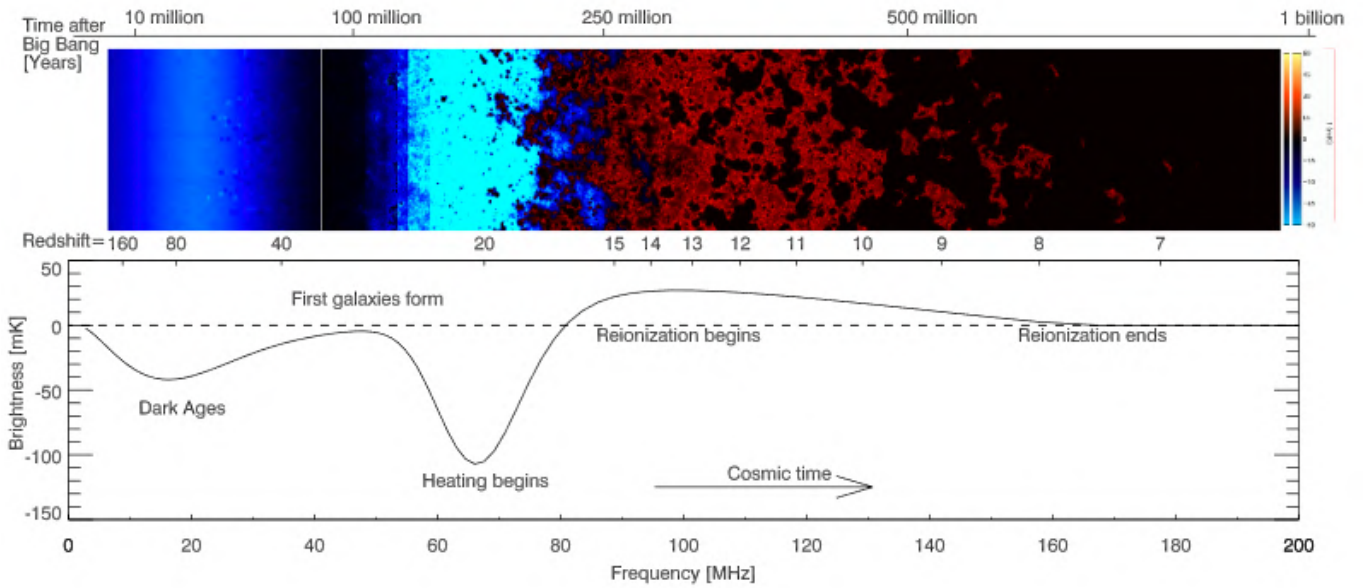 Time after
Big Bang
[Years]
10 million 100 million 250 million 500 million 1 billion
Redshift= 160 80 40 20 15 14 13 12 11 10 9 8 7
50
0
-50
-100
-150
Brightness [mK]
First galaxies form
Reionization begins
Reionization ends
Dark Ages
Heating begins
Cosmic time
0 20 40 60 80 100 120 140 160 180 200
Frequency [MHz]